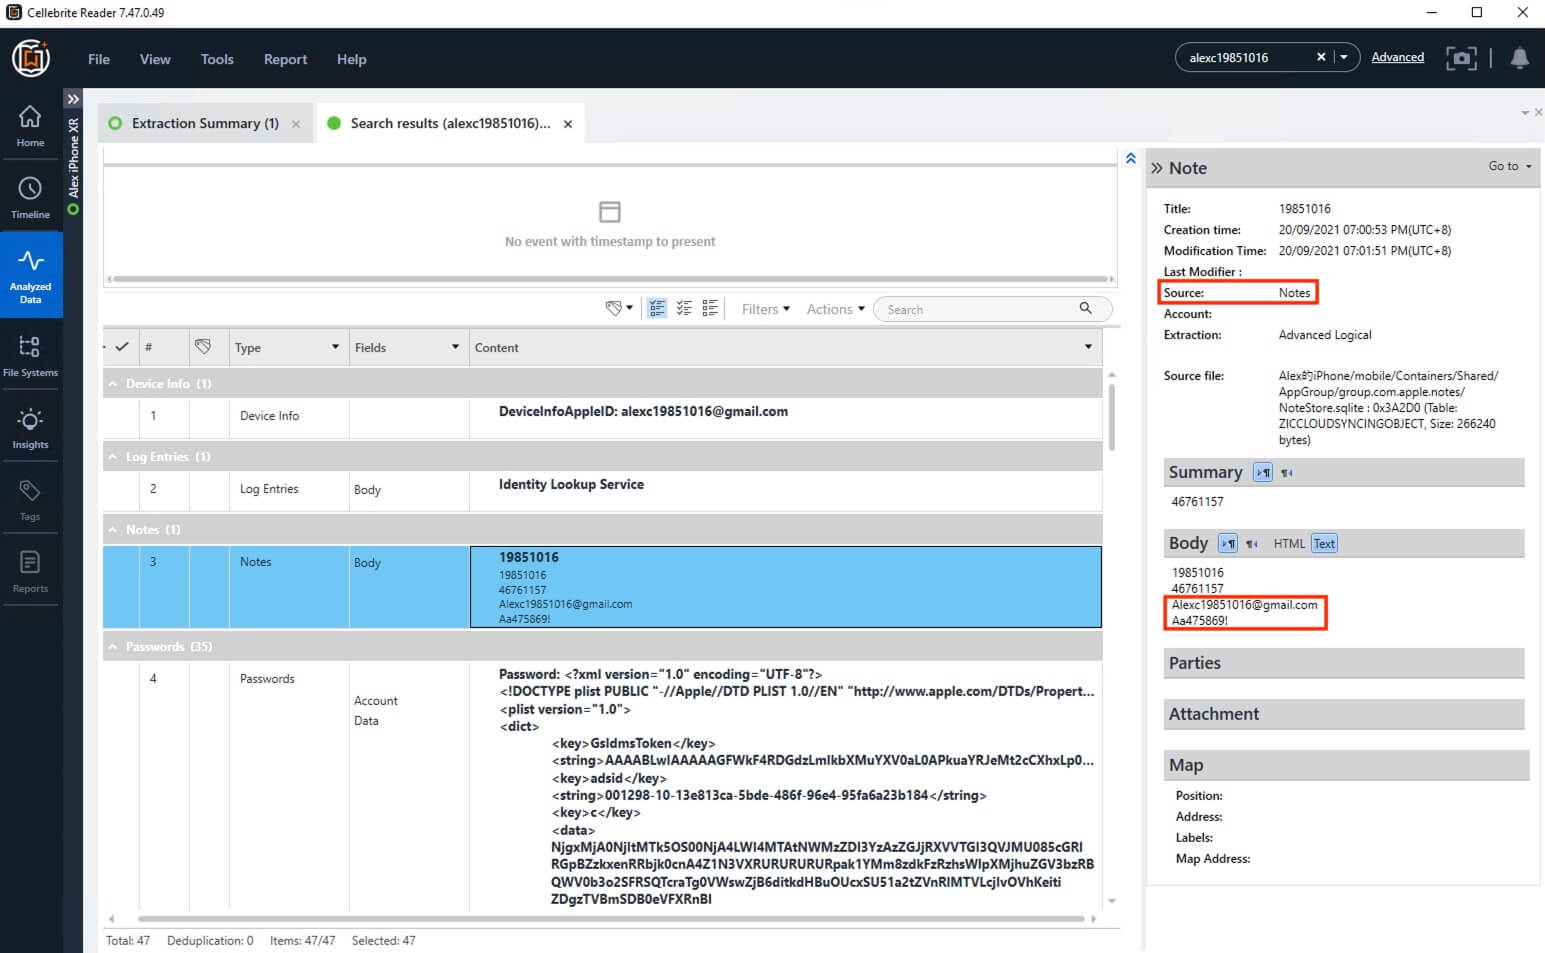 Cellebrite Reader 7.47.0.49
File View Tools Report Help
alexc19851016
Advanced
Home
Timeline
Analyzed
Data
File Systems
Insights
Tags
Reports
Alex iPhone XR
Extraction Summary (1)
Search results (alexc19851016)...
No event with timestamp to present
Filters Actions Search
# Type Fields Content
Device Info (1)
1 Device Info DeviceInfoAppleID: alexc19851016@gmail.com
Log Entries (1)
2 Log Entries Body Identity Lookup Service
Notes (1)
3 Notes Body 19851016
19851016
46761157
Alexc19851016@gmail.com
Aa475869!
Passwords (35)
4 Passwords Account
Data
Password: <?xml version="1.0" encoding="UTF-8"?>
<!DOCTYPE plist PUBLIC "-//Apple//DTD PLIST 1.0//EN" "http://www.apple.com/DTDs/Propert...
<plist version="1.0">
<dict>
<key>GsIdmsToken</key>
<key>adsid</key>
<string>001298-10-13e813ca-5bde-486f-96e4-95fa6a23b184</string>
<key>c</key>
<data>
Total: 47 Deduplication: 0 Items: 47/47 Selected: 47
Note
Go to
Title: 19851016
Creation time: 20/09/2021 07:00:53 PM(UTC+8)
Modification Time: 20/09/2021 07:01:51 PM(UTC+8)
Last Modifier :
Source: Notes
Account:
Extraction: Advanced Logical
Source file: Alex的iPhone/mobile/Containers/Shared/
AppGroup/group.com.apple.notes/
NoteStore.sqlite : 0x3A2D0 (Table:
ZICCLOUDSYNCINGOBJECT, Size: 266240
bytes)
Summary
46761157
Body HTML Text
19851016
46761157
Alexc19851016@gmail.com
Aa475869!
Parties
Attachment
Map
Position:
Address:
Labels:
Map Address: